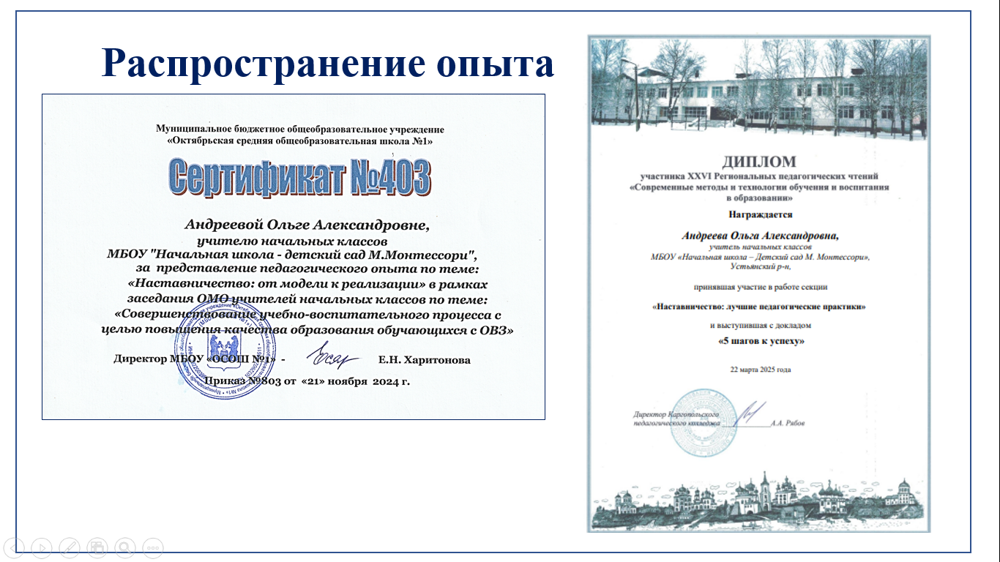 Распространение опыта
Муниципальное бюджетное общеобразовательное учреждение
«Октябрьская средняя общеобразовательная школа №1»
Сертификат №403
Андреевой Ольге Александровне,
учителю начальных классов
МБОУ "Начальная школа - детский сад М.Монтессори",
за представление педагогического опыта по теме:
«Наставничество: от модели к реализации» в рамках
заседания ОМО учителей начальных классов по теме:
«Совершенствование учебно-воспитательного процесса с
целью повышения качества образования обучающихся с ОВЗ»
Директор МБОУ «ОСОШ №1» - Е.Н. Харитонова
Приказ №803 от «21» ноября 2024 г.
ДИПЛОМ
участника XXVI Региональных педагогических чтений
«Современные методы и технологии обучения и воспитания
в образовании»
Награждается
Андреева Ольга Александровна,
учитель начальных классов
МБОУ «Начальная школа – Детский сад М. Монтессори»,
Устьянский р-н,
принявшая участие в работе секции
«Наставничество: лучшие педагогические практики»
и выступившая с докладом
«5 шагов к успеху»
22 марта 2025 года
Директор Каргопольского
педагогического колледжа ____________А.А. Рябов